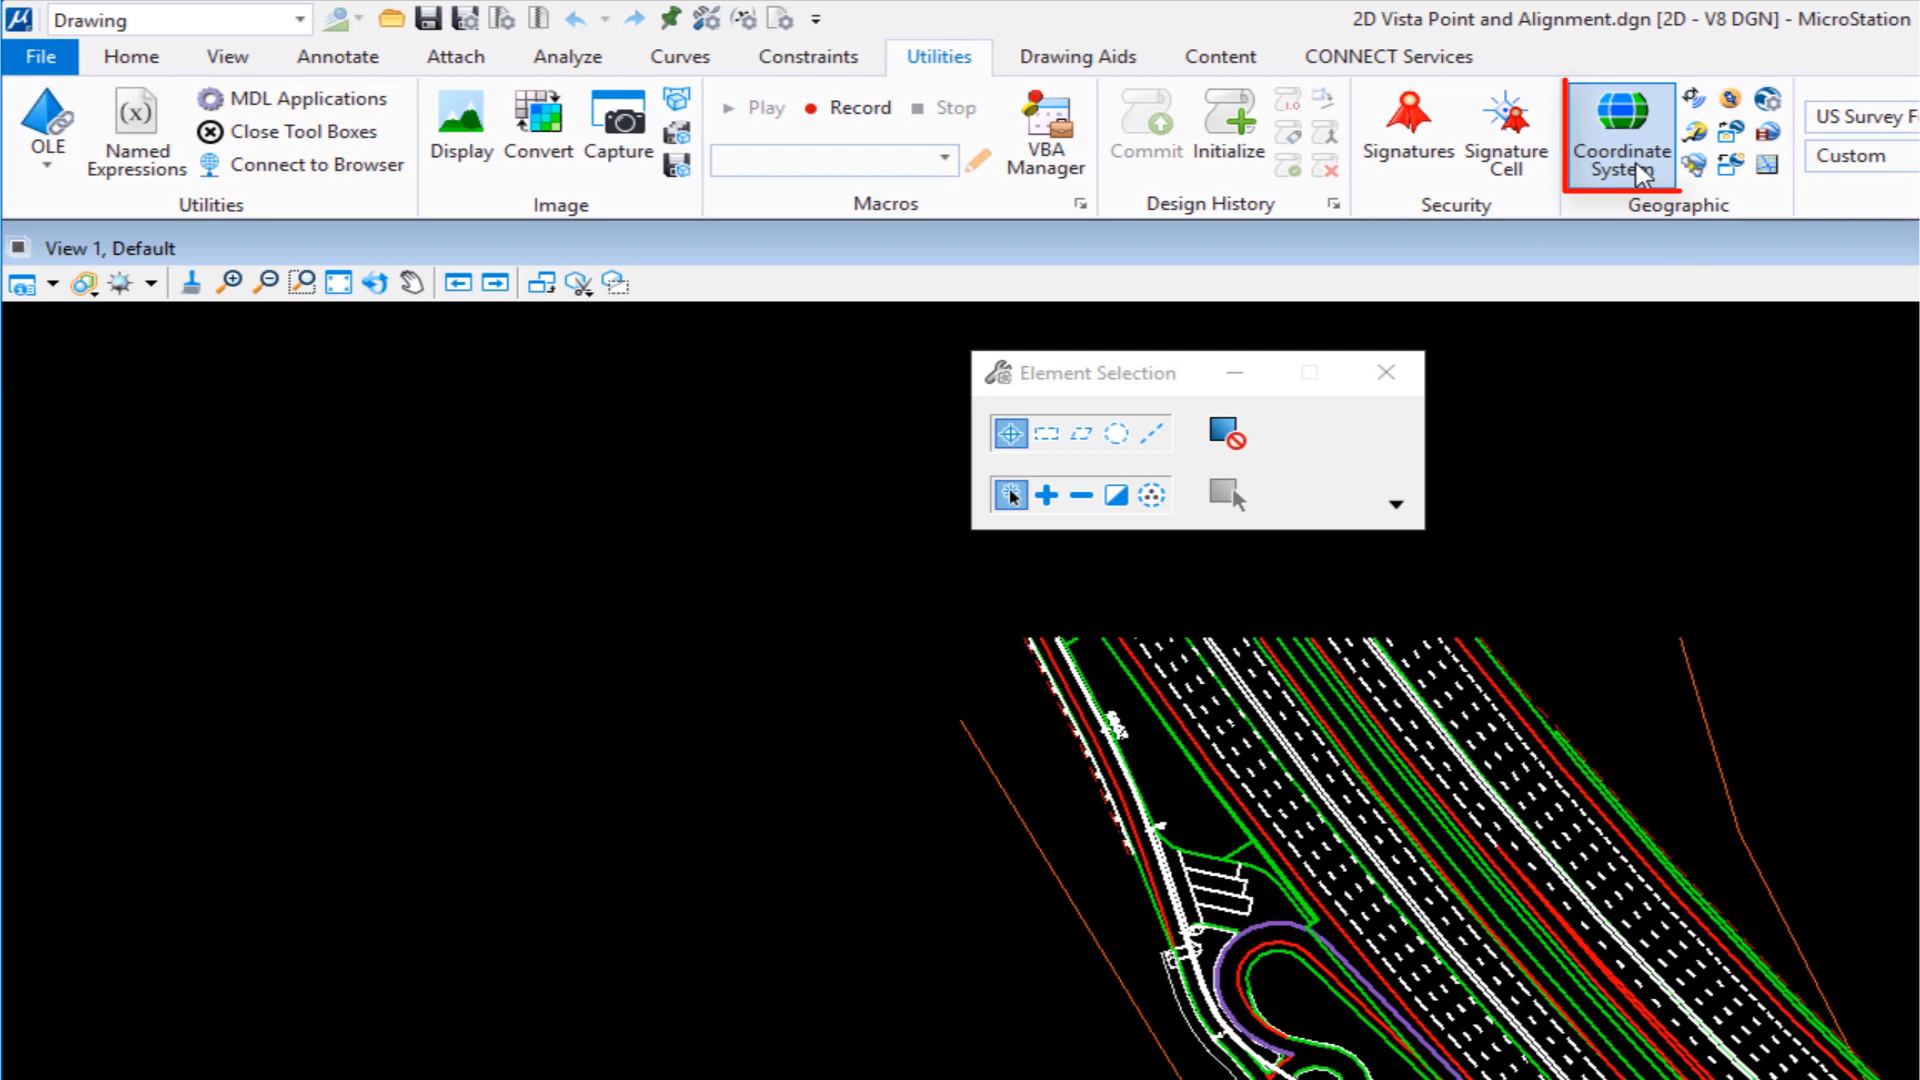 Drawing
2D Vista Point and Alignment.dgn [2D - V8 DGN] - MicroStation
File Home View Annotate Attach Analyze Curves Constraints Utilities Drawing Aids Content CONNECT Services
OLE
Named Expressions
MDL Applications
Close Tool Boxes
Connect to Browser
Utilities
Display Convert Capture
Image
Play Record Stop
VBA Manager
Macros
Commit Initialize
Design History
Signatures
Signature Cell
Security
Coordinate System
Geographic
US Survey F
Custom
View 1, Default
Element Selection